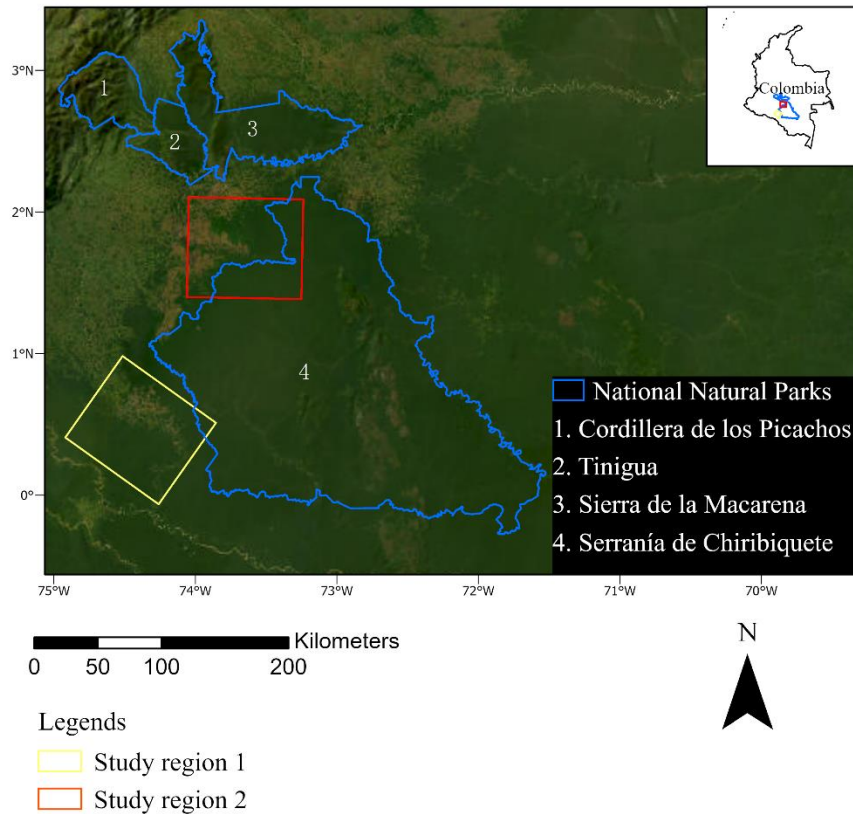 3°N
2°N
1°N
0°
1
2
3
4
Colombia
National Natural Parks
1. Cordillera de los Picachos
2. Tinigua
3. Sierra de la Macarena
4. Serranía de Chiribiquete
75°W
74°W
73°W
72°W
71°W
70°W
Kilometers
0
50
100
200
N
Legends
Study region 1
Study region 2